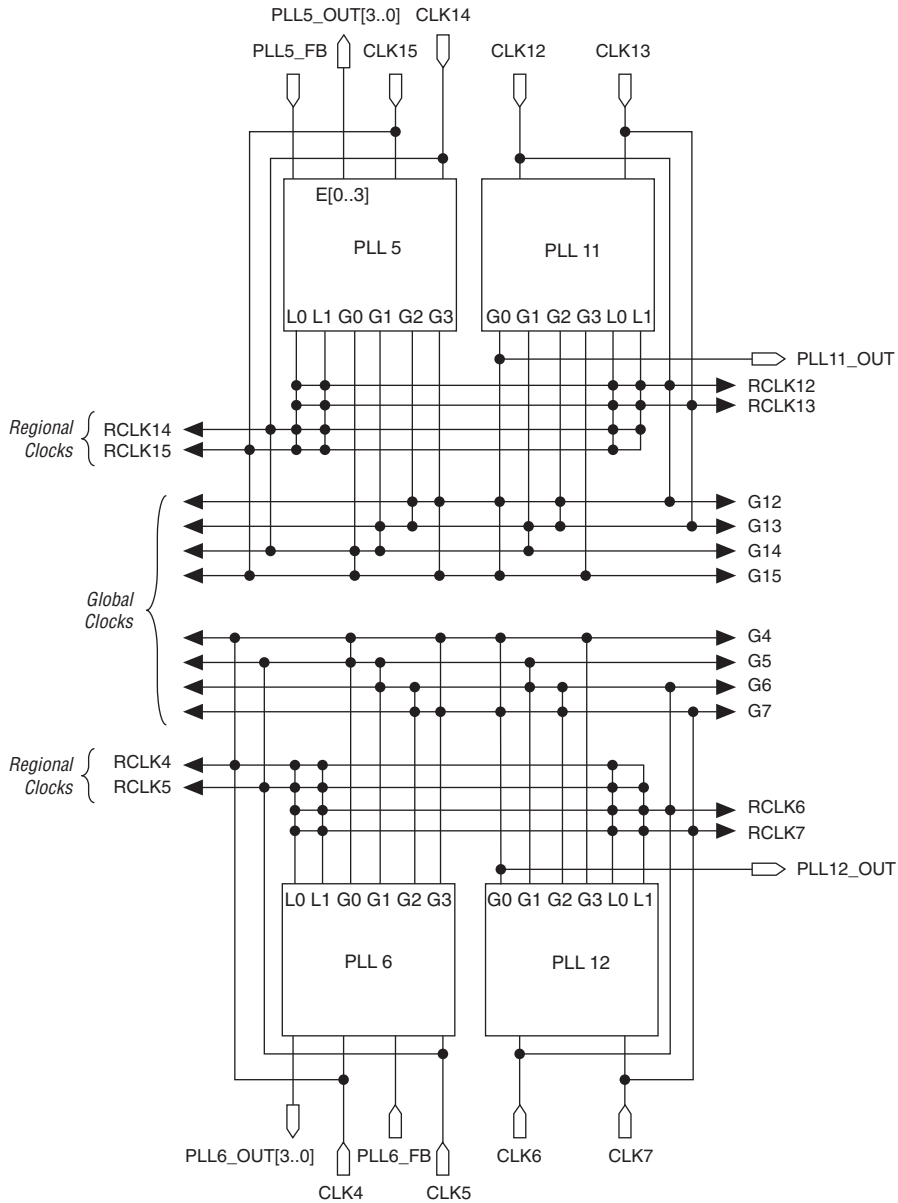 PLL5_OUT[3..0] CLK14
PLL5_FB CLK15 CLK12 CLK13
E[0..3]
PLL 5 PLL 11
L0 L1 G0 G1 G2 G3 G0 G1 G2 G3 L0 L1
PLL11_OUT
RCLK12
RCLK13
Regional
Clocks
RCLK14
RCLK15
G12
G13
G14
G15
Global
Clocks
G4
G5
G6
G7
Regional
Clocks
RCLK4
RCLK5
RCLK6
RCLK7
PLL12_OUT
L0 L1 G0 G1 G2 G3 G0 G1 G2 G3 L0 L1
PLL 6 PLL 12
PLL6_OUT[3..0] PLL6_FB CLK6 CLK7
CLK4 CLK5